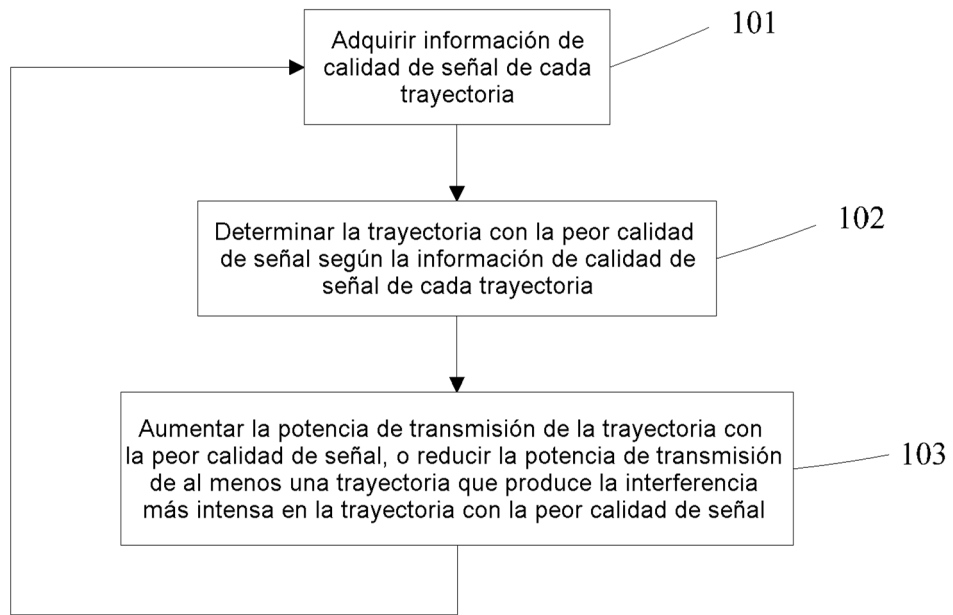 Adquirir información de
calidad de señal de cada
trayectoria
101
Determinar la trayectoria con la peor calidad
de señal según la información de calidad de
señal de cada trayectoria
102
Aumentar la potencia de transmisión de la trayectoria con
la peor calidad de señal, o reducir la potencia de transmisión
de al menos una trayectoria que produce la interferencia
más intensa en la trayectoria con la peor calidad de señal
103